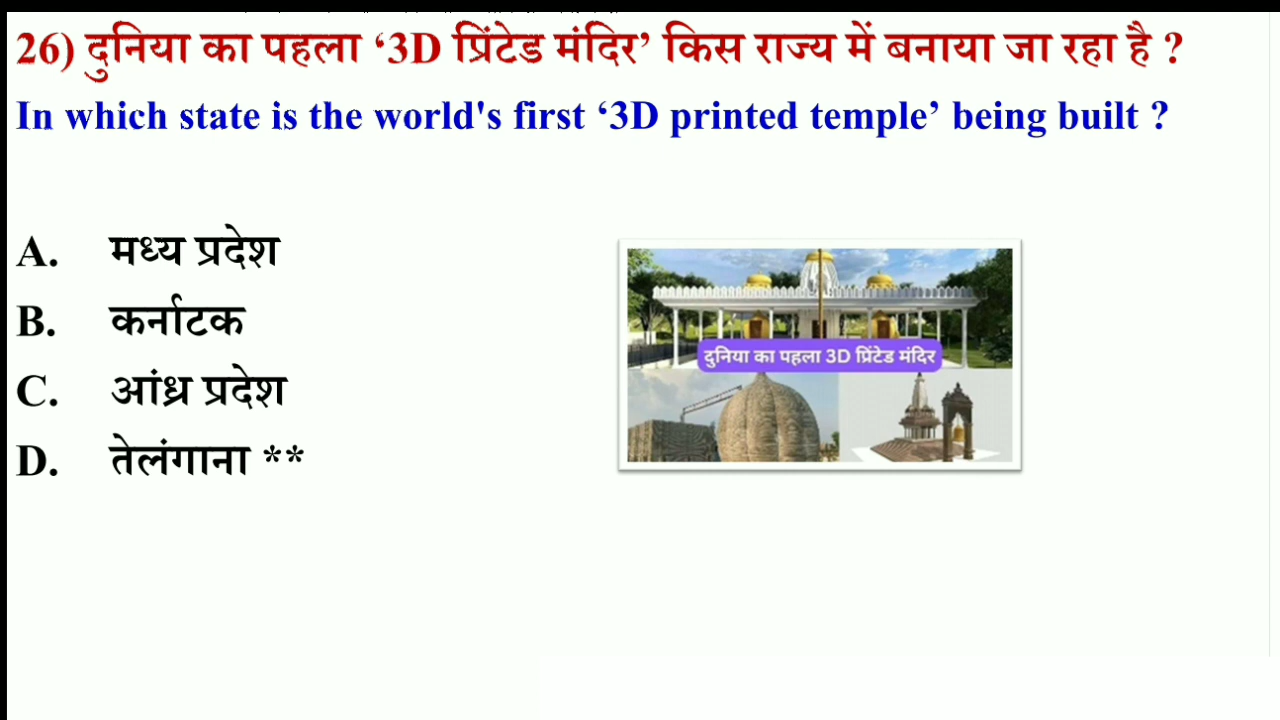 26) दुनिया का पहला ‘3D प्रिंटेड मंदिर’ किस राज्य में बनाया जा रहा है ?
In which state is the world's first ‘3D printed temple’ being built ?
A. मध्य प्रदेश
B. कर्नाटक
C. आंध्र प्रदेश
D. तेलंगाना **
दुनिया का पहला 3D प्रिंटेड मंदिर